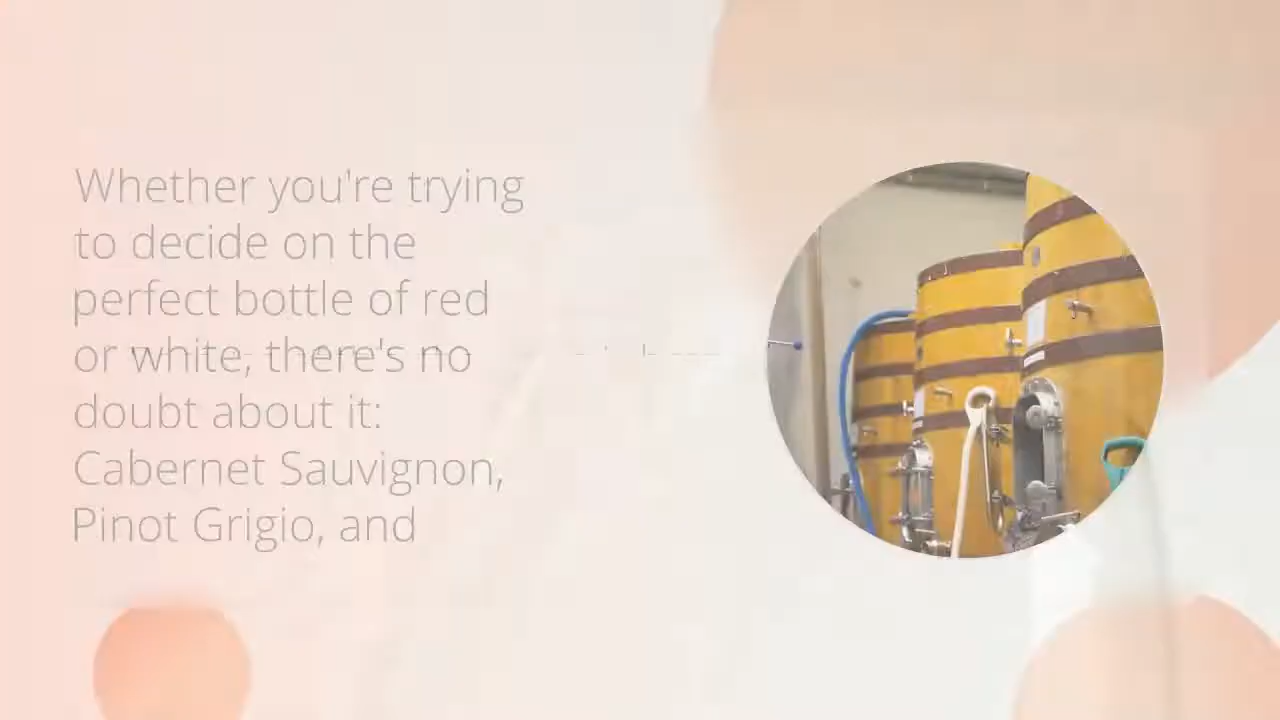 Whether you're trying
to decide on the
perfect bottle of red
or white, there's no
doubt about it:
Cabernet Sauvignon,
Pinot Grigio, and